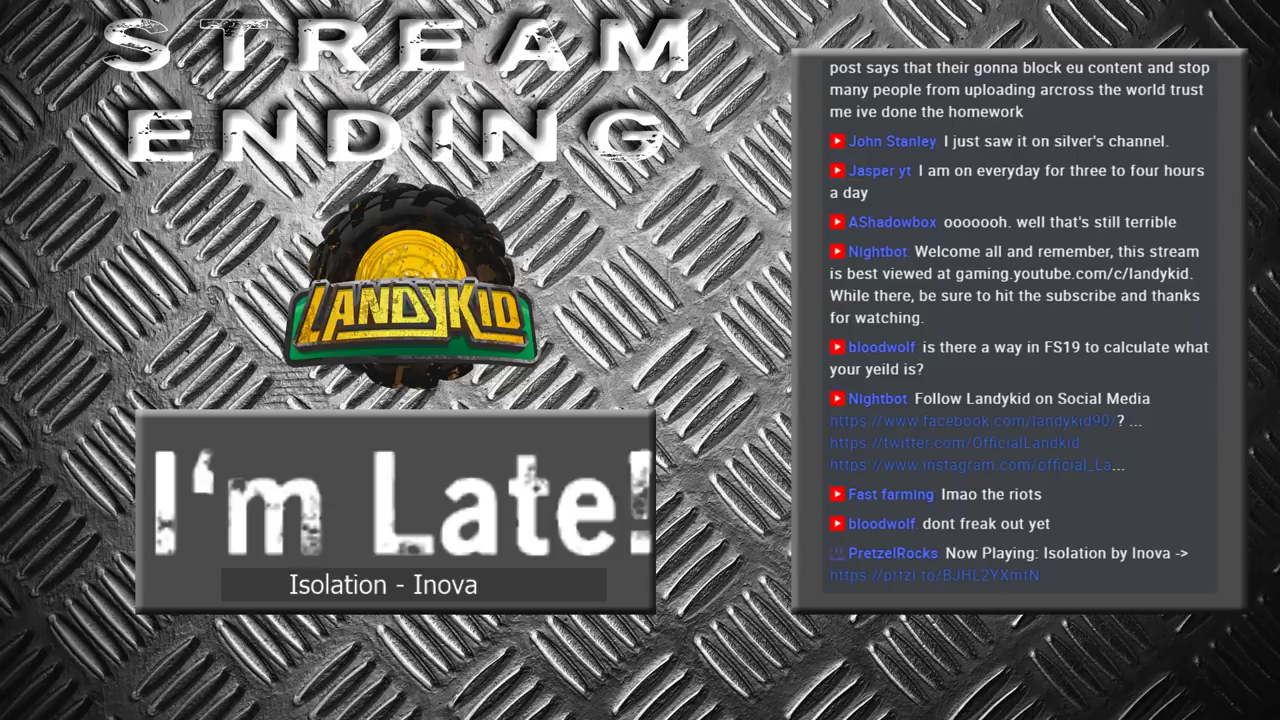 STREAM
ENDING
LANDYKID
I'm Late!
Isolation - Inova
post says that their gonna block eu content and stop
many people from uploading arcross the world trust
me ive done the homework
John Stanley I just saw it on silver's channel.
Jasper yt I am on everyday for three to four hours
a day
AShadowbox ooooooh. well that's still terrible
Nightbot Welcome all and remember, this stream
is best viewed at gaming.youtube.com/c/landykid.
While there, be sure to hit the subscribe and thanks
for watching.
bloodwolf is there a way in FS19 to calculate what
your yeild is?
Nightbot Follow Landykid on Social Media
https://www.facebook.com/landykid90/? ...
https://twitter.com/OfficialLandkid
https://www.instagram.com/official_La...
Fast farming lmao the riots
bloodwolf dont freak out yet
PretzelRocks Now Playing: Isolation by Inova ->
https://prtzl.to/BJHL2YXmtN